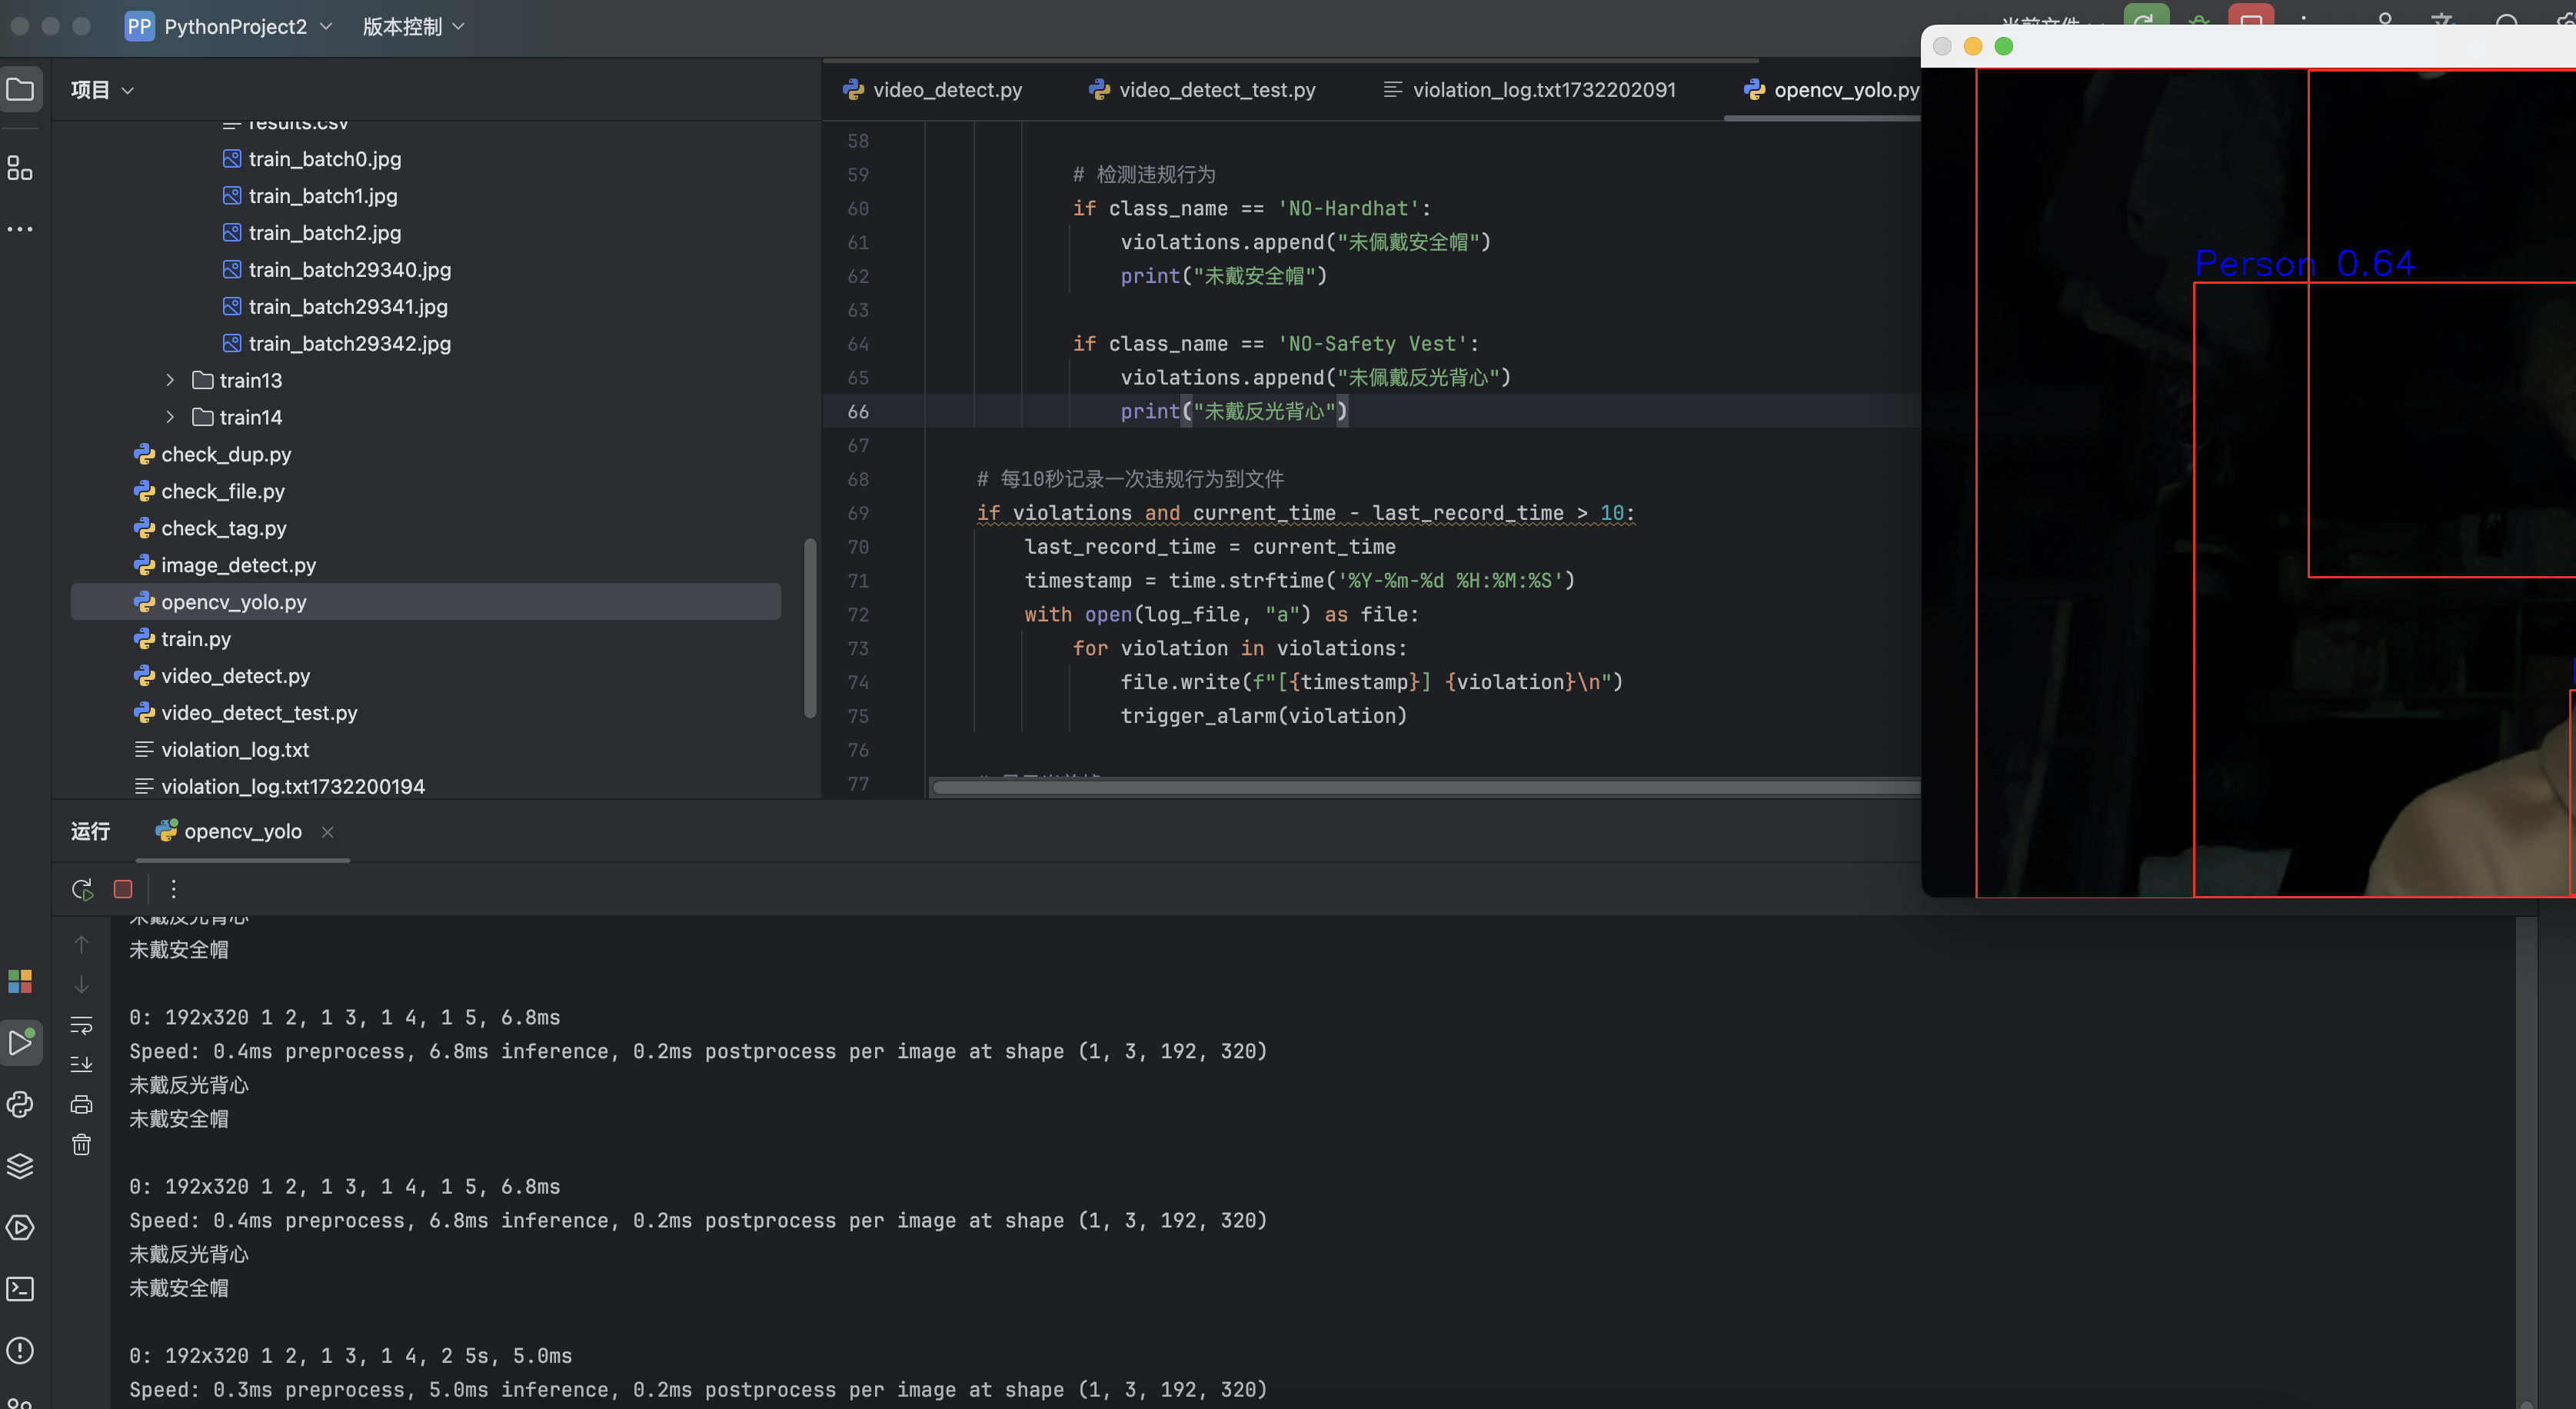 PP PythonProject2
版本控制
项目
results.csv
train_batch0.jpg
train_batch1.jpg
train_batch2.jpg
train_batch29340.jpg
train_batch29341.jpg
train_batch29342.jpg
train13
train14
check_dup.py
check_file.py
check_tag.py
image_detect.py
opencv_yolo.py
train.py
video_detect.py
video_detect_test.py
violation_log.txt
violation_log.txt1732200194
video_detect.py
video_detect_test.py
violation_log.txt1732202091
opencv_yolo.py
58
59 # 检测违规行为
60 if class_name == 'NO-Hardhat':
61 violations.append("未佩戴安全帽")
62 print("未戴安全帽")
63
64 if class_name == 'NO-Safety Vest':
65 violations.append("未佩戴反光背心")
66 print("未戴反光背心")
67
68 # 每10秒记录一次违规行为到文件
69 if violations and current_time - last_record_time > 10:
70 last_record_time = current_time
71 timestamp = time.strftime('%Y-%m-%d %H:%M:%S')
72 with open(log_file, "a") as file:
73 for violation in violations:
74 file.write(f"[{timestamp}] {violation}\n")
75 trigger_alarm(violation)
76
77
当前文件
Person 0.64
运行
opencv_yolo
未戴反光背心
未戴安全帽
0: 192x320 1 2, 1 3, 1 4, 1 5, 6.8ms
Speed: 0.4ms preprocess, 6.8ms inference, 0.2ms postprocess per image at shape (1, 3, 192, 320)
未戴反光背心
未戴安全帽
0: 192x320 1 2, 1 3, 1 4, 1 5, 6.8ms
Speed: 0.4ms preprocess, 6.8ms inference, 0.2ms postprocess per image at shape (1, 3, 192, 320)
未戴反光背心
未戴安全帽
0: 192x320 1 2, 1 3, 1 4, 2 5s, 5.0ms
Speed: 0.3ms preprocess, 5.0ms inference, 0.2ms postprocess per image at shape (1, 3, 192, 320)